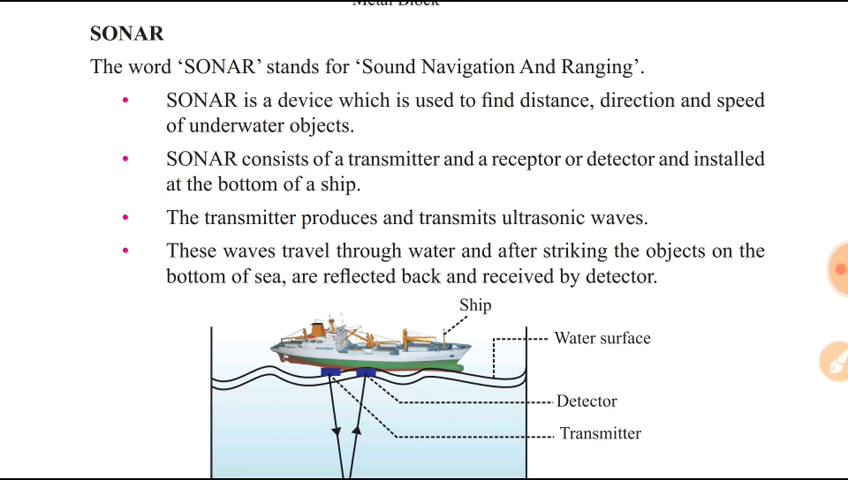 SONAR
The word ‘SONAR’ stands for ‘Sound Navigation And Ranging’.
• SONAR is a device which is used to find distance, direction and speed
of underwater objects.
• SONAR consists of a transmitter and a receptor or detector and installed
at the bottom of a ship.
• The transmitter produces and transmits ultrasonic waves.
• These waves travel through water and after striking the objects on the
bottom of sea, are reflected back and received by detector.
Ship
Water surface
Detector
Transmitter